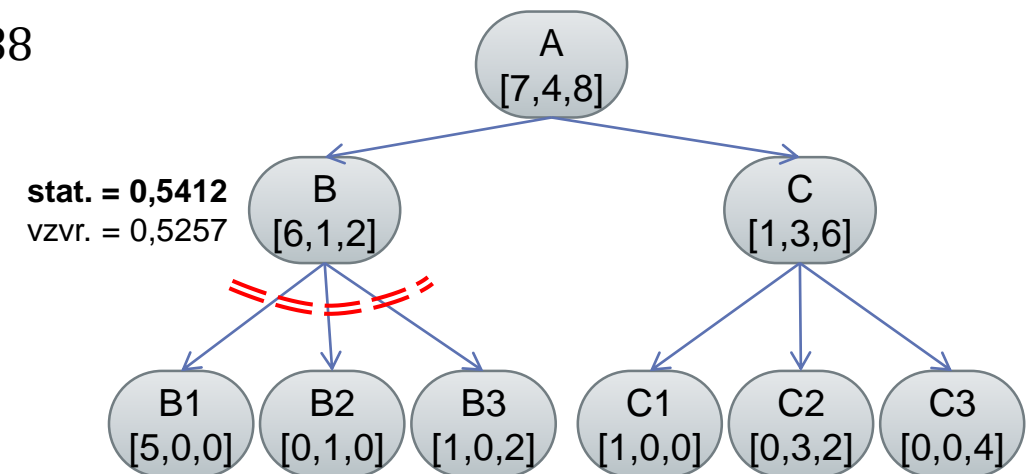 38
A
[7,4,8]
stat. = 0,5412
vzvr. = 0,5257
B
[6,1,2]
C
[1,3,6]
B1
[5,0,0]
B2
[0,1,0]
B3
[1,0,2]
C1
[1,0,0]
C2
[0,3,2]
C3
[0,0,4]